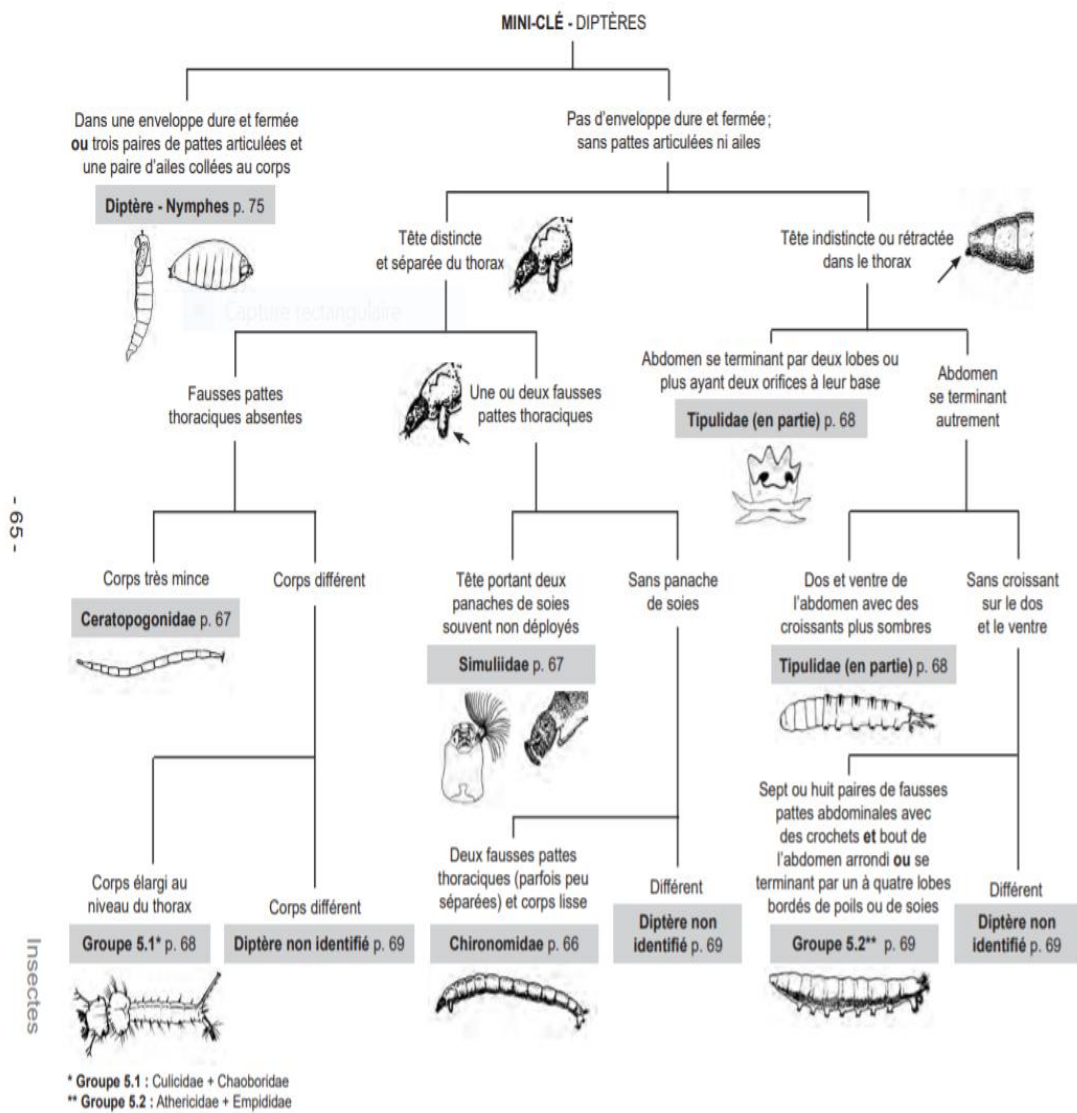 MINI-CLÉ - DIPTÈRES
Dans une enveloppe dure et fermée
ou trois paires de pattes articulées et
une paire d'ailes collées au corps
Diptère - Nymphes p. 75
Pas d'enveloppe dure et fermée ;
sans pattes articulées ni ailes
Tête distincte
et séparée du thorax
Tête indistincte ou rétractée
dans le thorax
Capture rectangulaire
Fausses pattes
thoraciques absentes
Une ou deux fausses
pattes thoraciques
Abdomen se terminant par deux lobes ou
plus ayant deux orifices à leur base
Tipulidae (en partie) p. 68
Abdomen
se terminant
autrement
- 65 -
Corps très mince
Ceratopogonidae p. 67
Corps différent
Tête portant deux
panaches de soies
souvent non déployés
Simuliidae p. 67
Sans panache
de soies
Dos et ventre de
l'abdomen avec des
croissants plus sombres
Tipulidae (en partie) p. 68
Sans croissant
sur le dos
et le ventre
Corps élargi au
niveau du thorax
Groupe 5.1* p. 68
Corps différent
Diptère non identifié p. 69
Deux fausses pattes
thoraciques (parfois peu
séparées) et corps lisse
Chironomidae p. 66
Différent
Diptère non
identifié p. 69
Sept ou huit paires de fausses
pattes abdominales avec
des crochets et bout de
l'abdomen arrondi ou se
terminant par un à quatre lobes
bordés de poils ou de soies
Groupe 5.2** p. 69
Différent
Diptère non
identifié p. 69
Insectes
* Groupe 5.1 : Culicidae + Chaoboridae
** Groupe 5.2 : Athericidae + Empididae